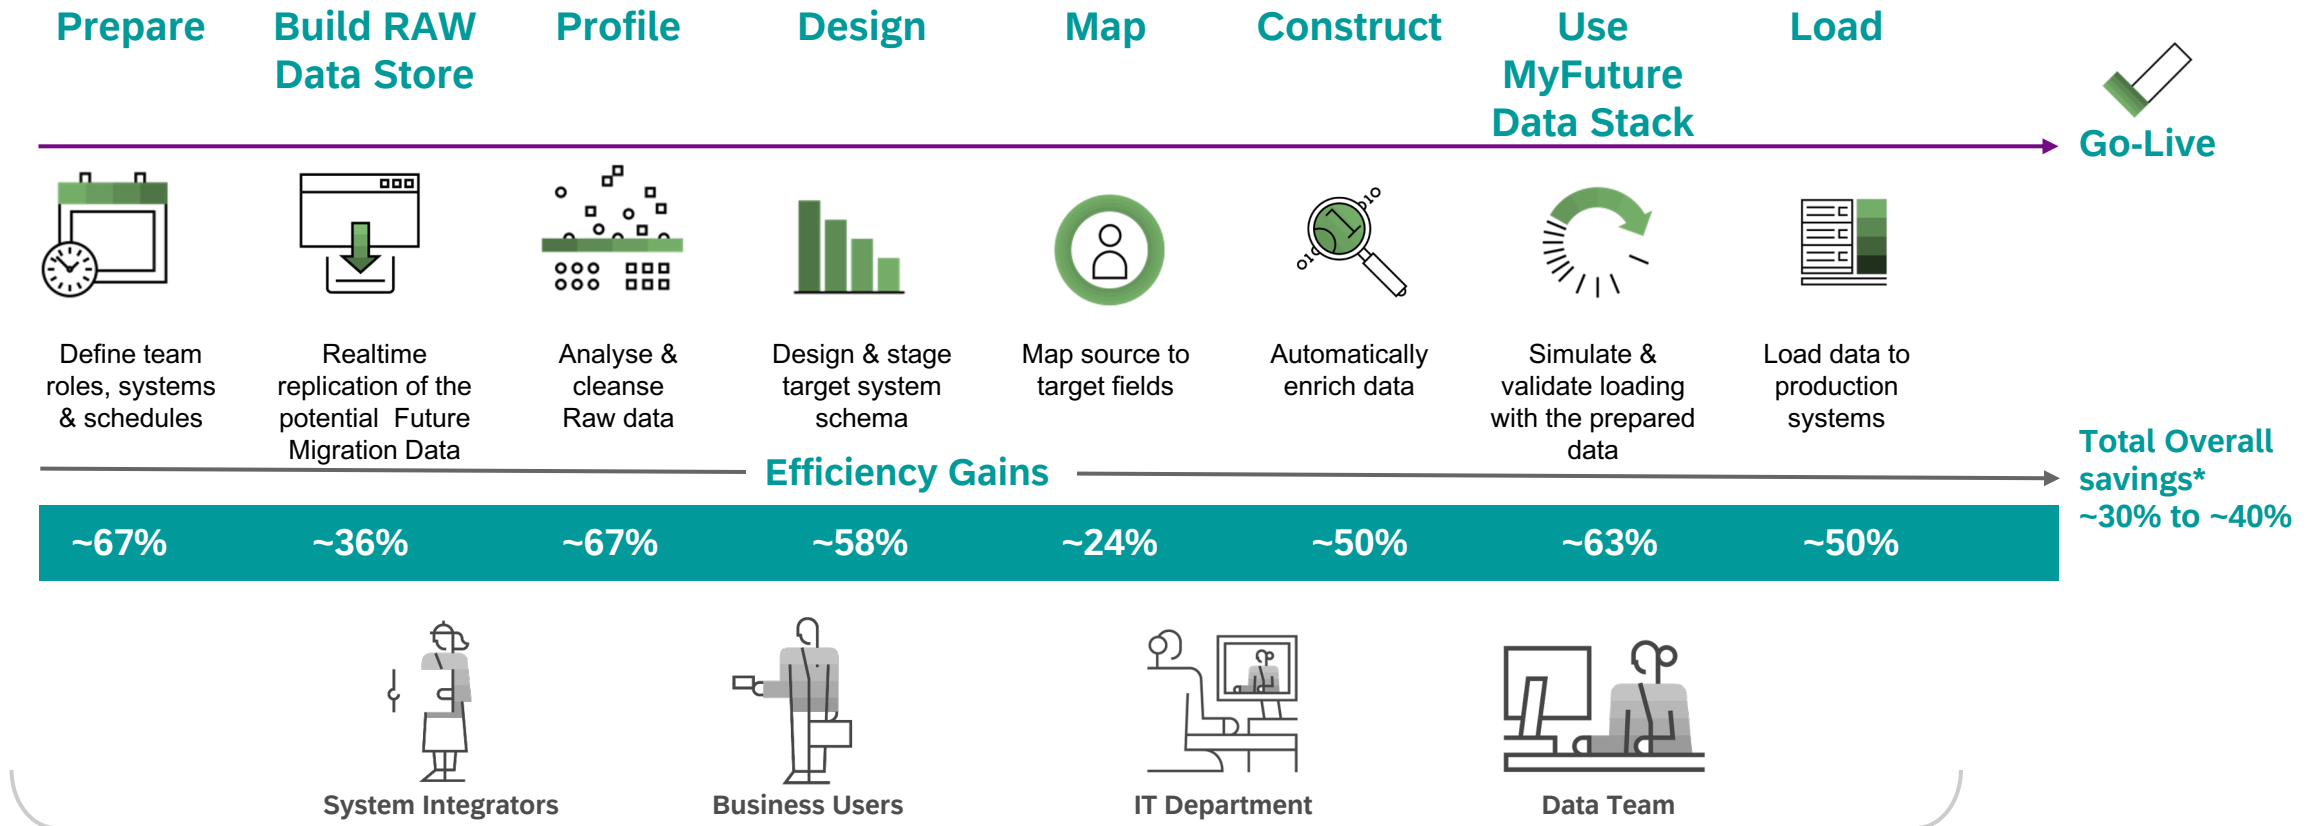 Prepare
Build RAW
Data Store
Profile
Design
Map
Construct
Use
MyFuture
Data Stack
Load
Go-Live
Define team
roles, systems
& schedules
Realtime
replication of the
potential Future
Migration Data
Analyse &
cleanse
Raw data
Design & stage
target system
schema
Map source to
target fields
Automatically
enrich data
Simulate &
validate loading
with the prepared
data
Load data to
production
systems
Efficiency Gains
Total Overall
savings*
~30% to ~40%
~67%
~36%
~67%
~58%
~24%
~50%
~63%
~50%
System Integrators
Business Users
IT Department
Data Team